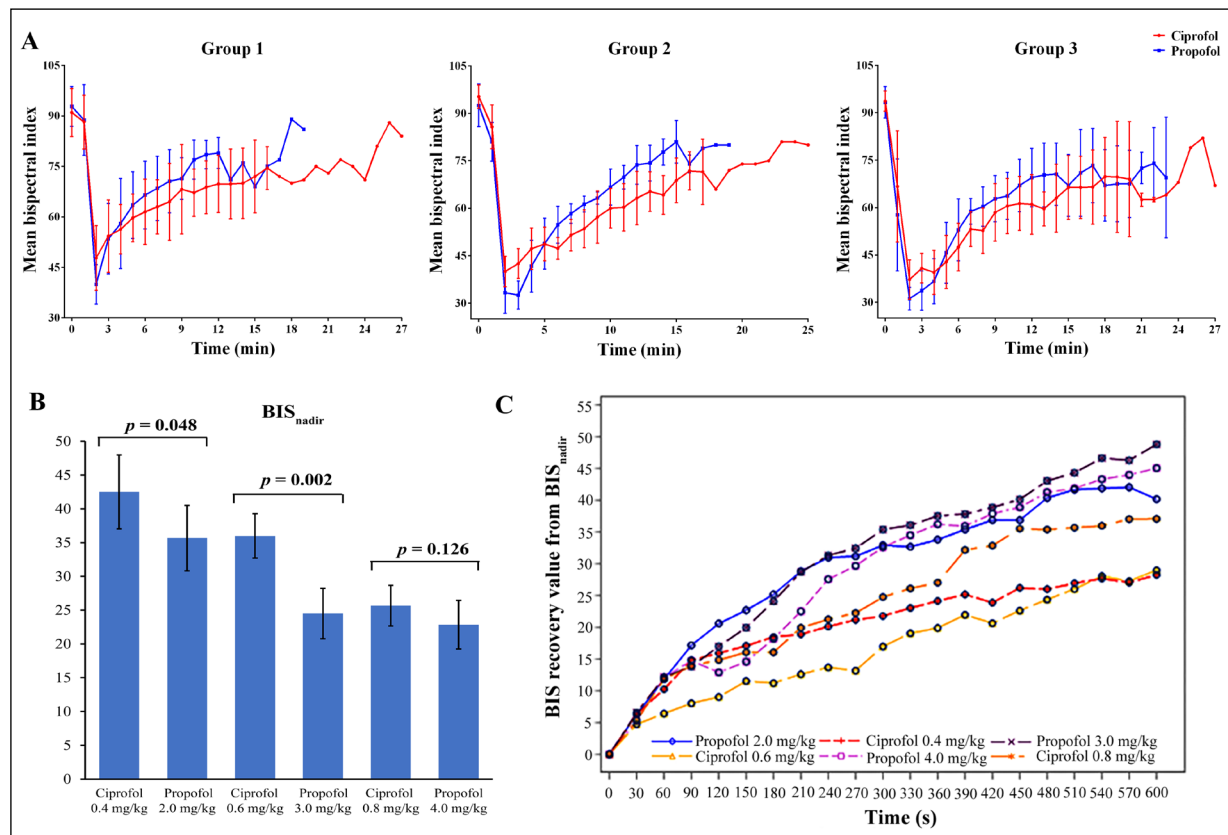 A
Group 1
Group 2
Group 3
Ciprofol
Propofol
Mean bispectral index
105
90
75
60
45
30
0 3 6 9 12 15 18 21 24 27
Time (min)
Mean bispectral index
105
90
75
60
45
30
0 5 10 15 20 25
Time (min)
Mean bispectral index
105
90
75
60
45
30
0 3 6 9 12 15 18 21 24 27
Time (min)
B
BISnadir
p = 0.048
p = 0.002
p = 0.126
50
45
40
35
30
25
20
15
10
5
0
Ciprofol Propofol Ciprofol Propofol Ciprofol Propofol
0.4 mg/kg 2.0 mg/kg 0.6 mg/kg 3.0 mg/kg 0.8 mg/kg 4.0 mg/kg
C
BIS recovery value from BISnadir
55
50
45
40
35
30
25
20
15
10
5
0
Propofol 2.0 mg/kg Ciprofol 0.4 mg/kg Propofol 3.0 mg/kg
Ciprofol 0.6 mg/kg Propofol 4.0 mg/kg Ciprofol 0.8 mg/kg
0 30 60 90 120 150 180 210 240 270 300 330 360 390 420 450 480 510 540 570 600
Time (s)